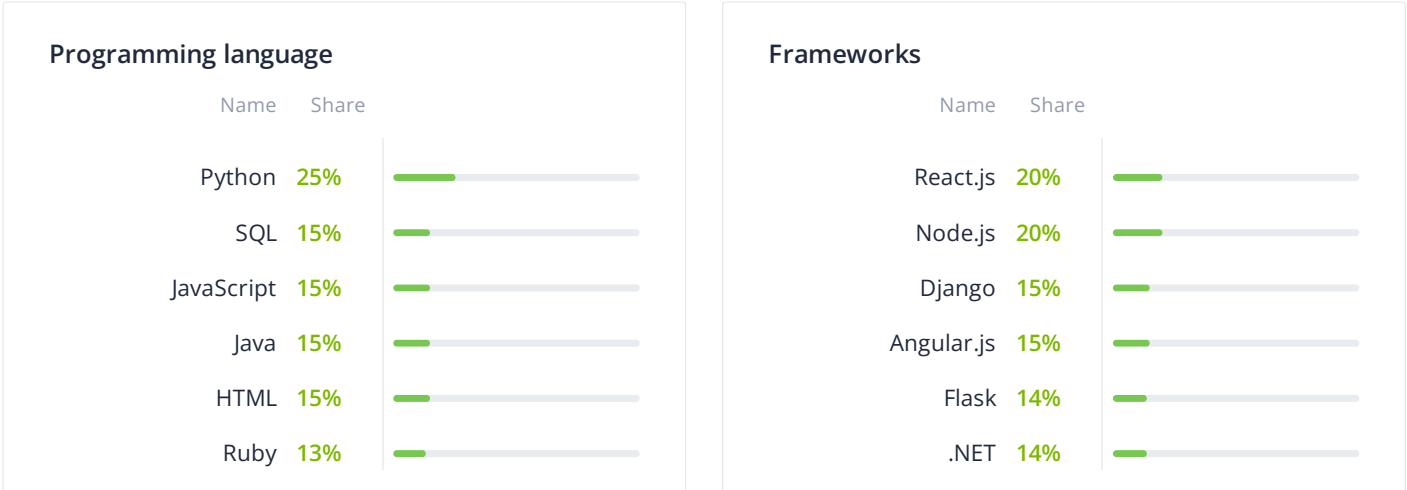 Programming language
Name Share
Python 25%
SQL 15%
JavaScript 15%
Java 15%
HTML 15%
Ruby 13%
Frameworks
Name Share
React.js 20%
Node.js 20%
Django 15%
Angular.js 15%
Flask 14%
.NET 14%